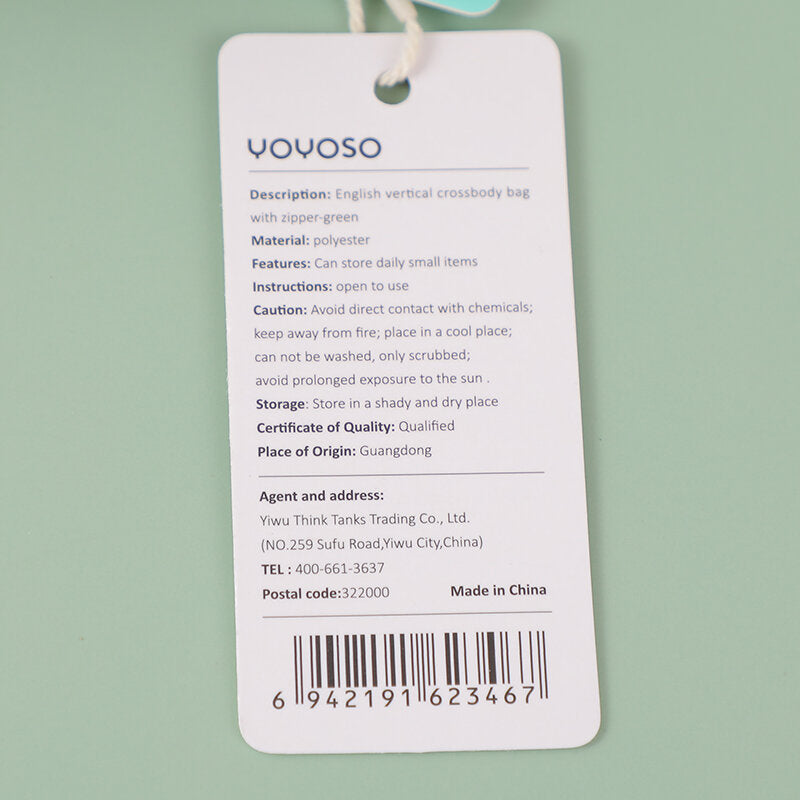 YOYOSO
Description: English vertical crossbody bag
with zipper-green
Material: polyester
Features: Can store daily small items
Instructions: open to use
Caution: Avoid direct contact with chemicals;
keep away from fire; place in a cool place;
can not be washed, only scrubbed;
avoid prolonged exposure to the sun .
Storage: Store in a shady and dry place
Certificate of Quality: Qualified
Place of Origin: Guangdong
Agent and address:
Yiwu Think Tanks Trading Co., Ltd.
(NO.259 Sufu Road,Yiwu City,China)
TEL : 400-661-3637
Postal code:322000 Made in China
6 942191 623467